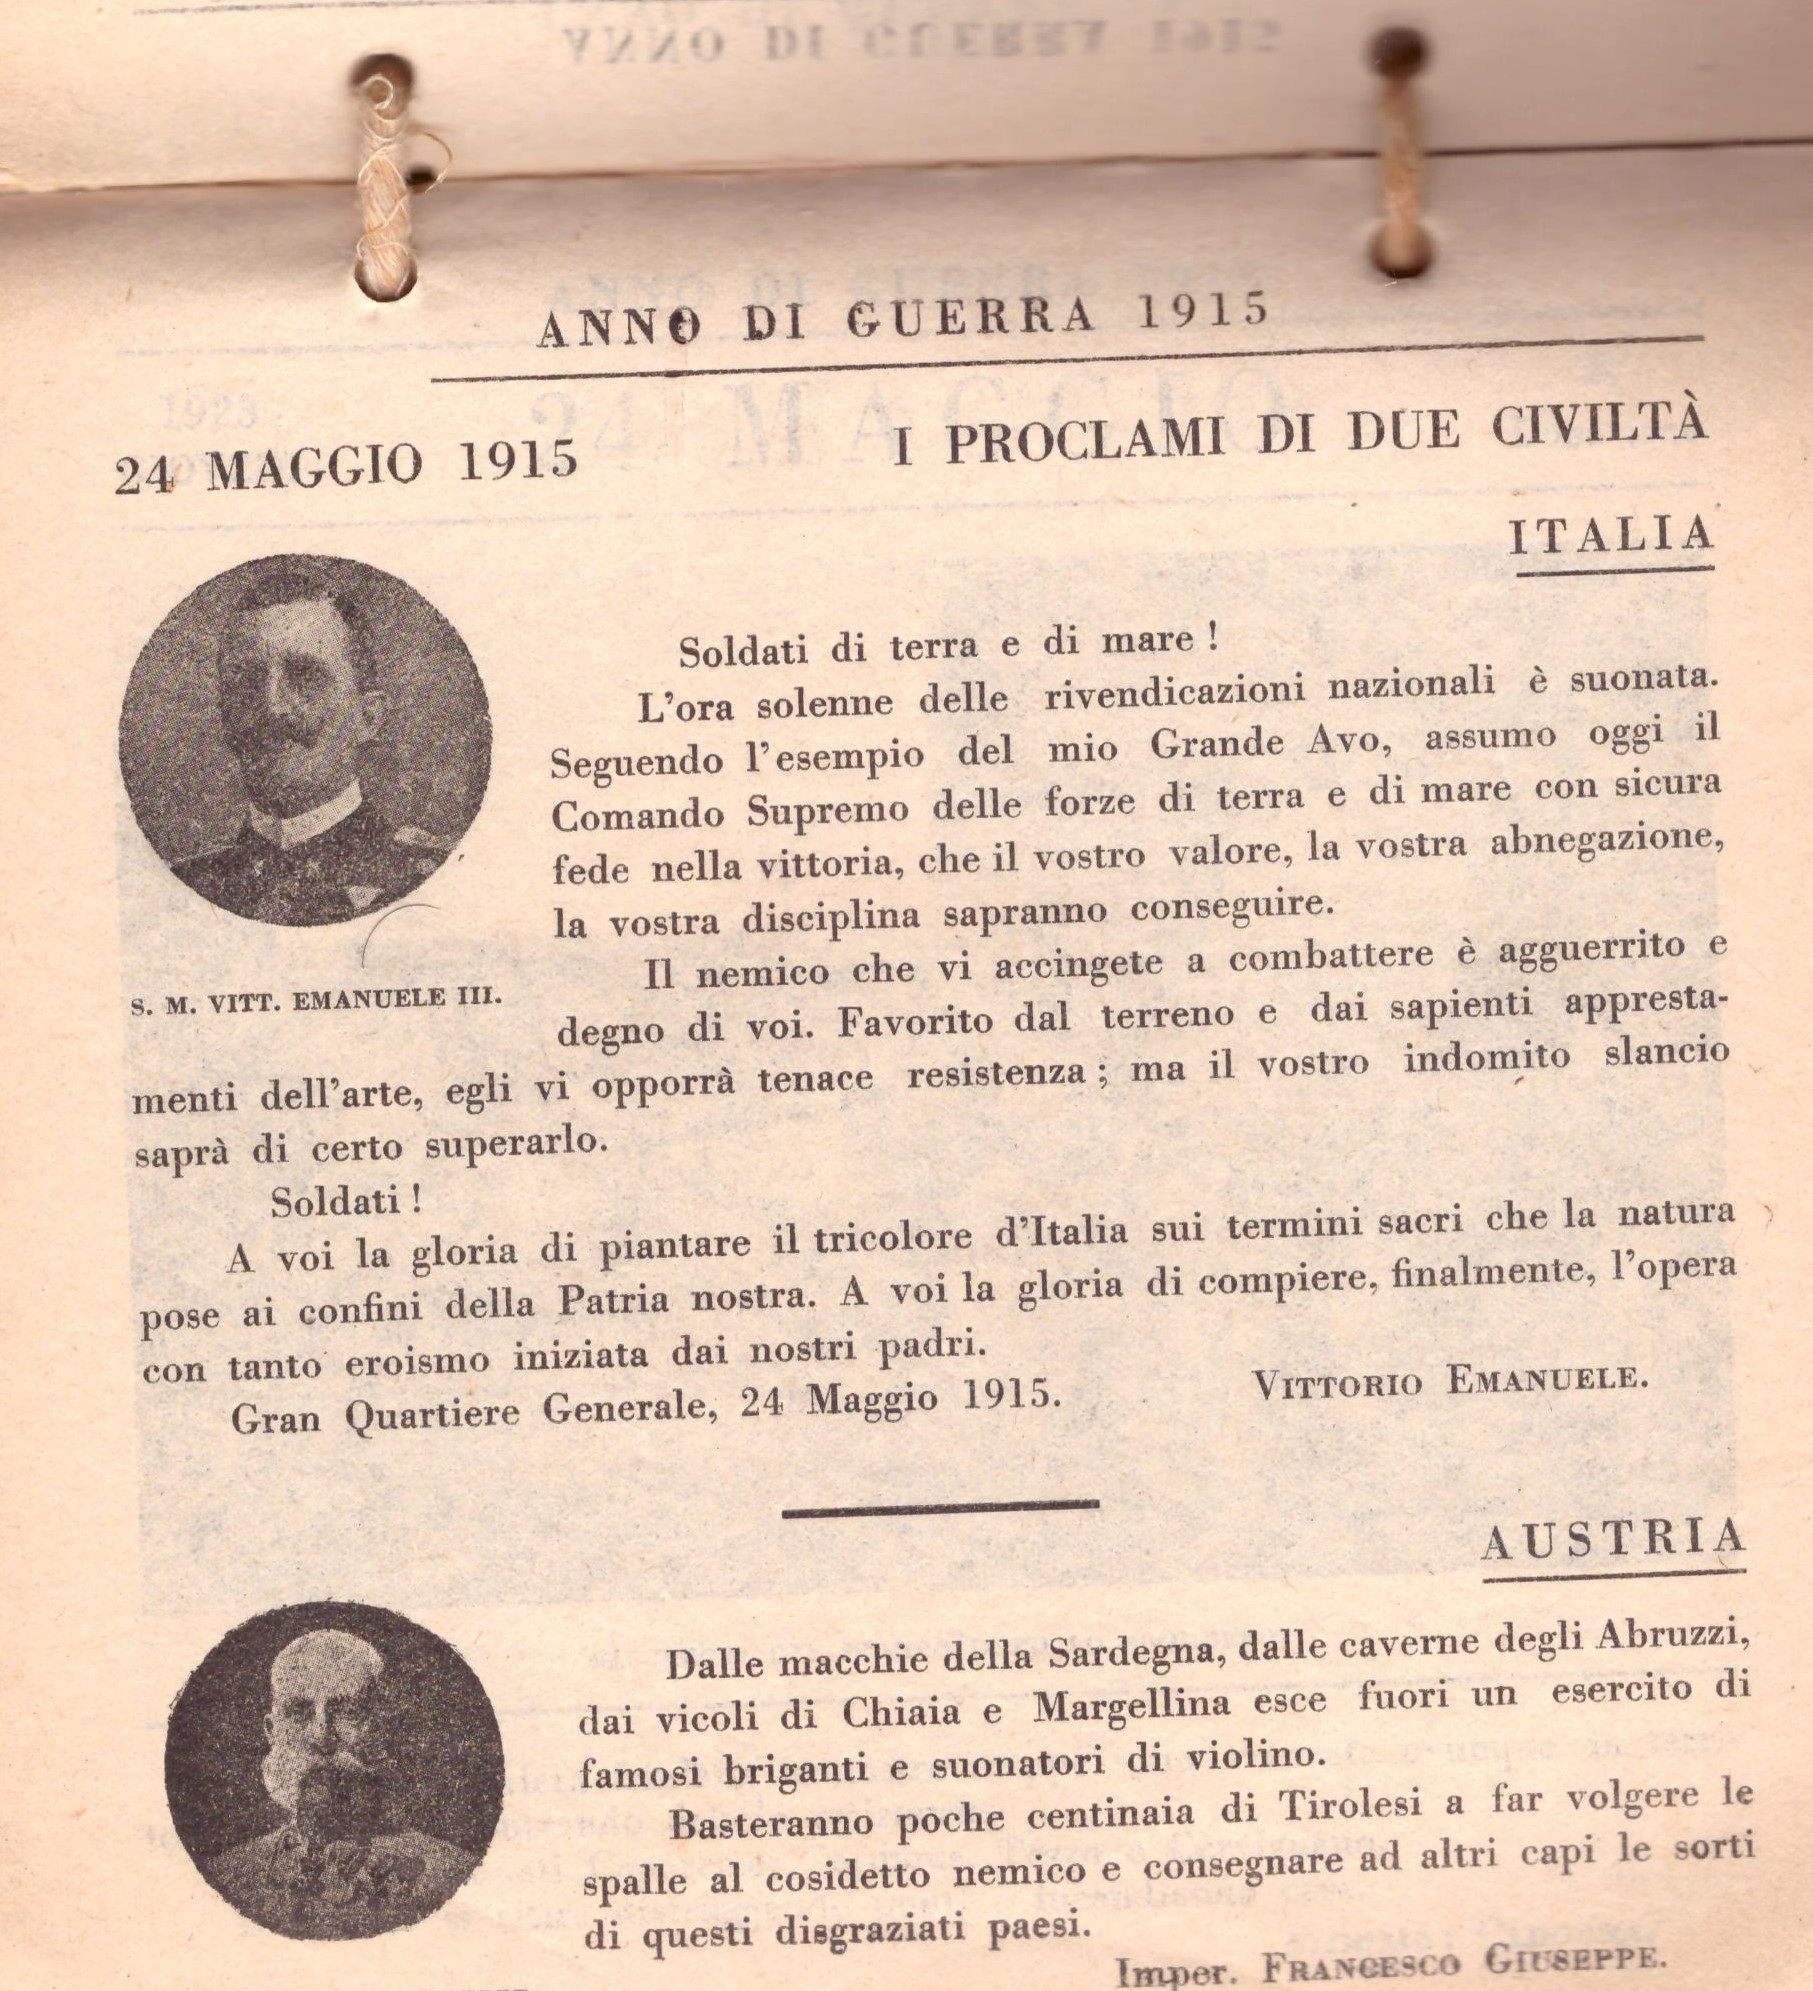 ANNO DI GUERRA 1915
ANNO DI GUERRA 1915
24 MAGGIO 1915
I PROCLAMI DI DUE CIVILTÀ
ITALIA
Soldati di terra e di mare !
L'ora solenne delle rivendicazioni nazionali è suonata.
Seguendo l'esempio del mio Grande Avo, assumo oggi il
Comando Supremo delle forze di terra e di mare con sicura
fede nella vittoria, che il vostro valore, la vostra abnegazione,
la vostra disciplina sapranno conseguire.
Il nemico che vi accingete a combattere è agguerrito e
degno di voi. Favorito dal terreno e dai sapienti appresta-
S. M. VITT. EMANUELE III.
menti dell'arte, egli vi opporrà tenace resistenza ; ma il vostro indomito slancio
saprà di certo superarlo.
Soldati !
A voi la gloria di piantare il tricolore d'Italia sui termini sacri che la natura
pose ai confini della Patria nostra. A voi la gloria di compiere, finalmente, l'opera
con tanto eroismo iniziata dai nostri padri.
Gran Quartiere Generale, 24 Maggio 1915.
VITTORIO EMANUELE.
AUSTRIA
Dalle macchie della Sardegna, dalle caverne degli Abruzzi,
dai vicoli di Chiaia e Margellina esce fuori un esercito di
famosi briganti e suonatori di violino.
Basteranno poche centinaia di Tirolesi a far volgere le
spalle al cosidetto nemico e consegnare ad altri capi le sorti
di questi disgraziati paesi.
Imper. FRANCESCO GIUSEPPE.